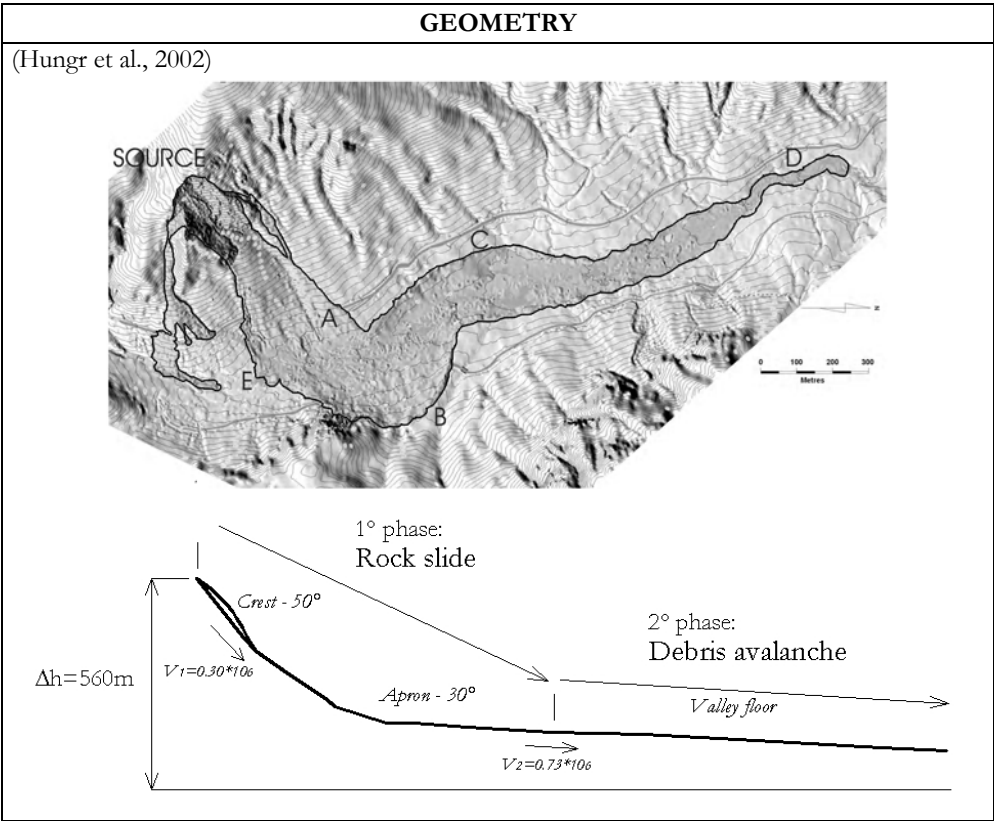 GEOMETRY
(Hungr et al., 2002)
SOURCE
D
C
A
N
E
B
0 100 200 300
Metres
1° phase:
Rock slide
Crest - 50°
2° phase:
Debris avalanche
Δh=560m
V1=0.30*106
Apron - 30°
Valley floor
V2=0.73*106